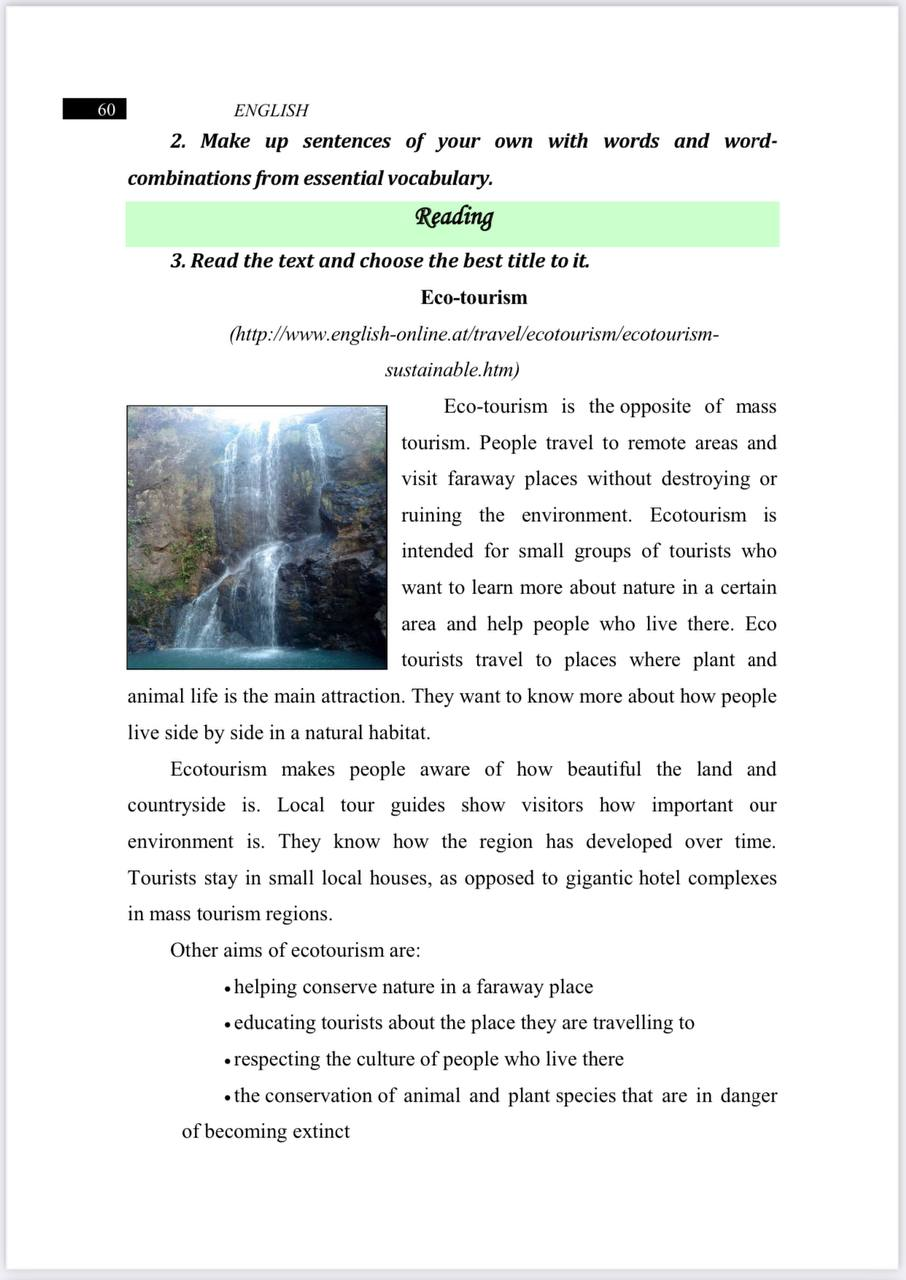 60 ENGLISH
2. Make up sentences of your own with words and word-
combinations from essential vocabulary.
Reading
3. Read the text and choose the best title to it.
Eco-tourism
(http://www.english-online.at/travel/ecotourism/ecotourism-
sustainable.htm)
Eco-tourism is the opposite of mass
tourism. People travel to remote areas and
visit faraway places without destroying or
ruining the environment. Ecotourism is
intended for small groups of tourists who
want to learn more about nature in a certain
area and help people who live there. Eco
tourists travel to places where plant and
animal life is the main attraction. They want to know more about how people
live side by side in a natural habitat.
Ecotourism makes people aware of how beautiful the land and
countryside is. Local tour guides show visitors how important our
environment is. They know how the region has developed over time.
Tourists stay in small local houses, as opposed to gigantic hotel complexes
in mass tourism regions.
Other aims of ecotourism are:
• helping conserve nature in a faraway place
• educating tourists about the place they are travelling to
• respecting the culture of people who live there
• the conservation of animal and plant species that are in danger
of becoming extinct